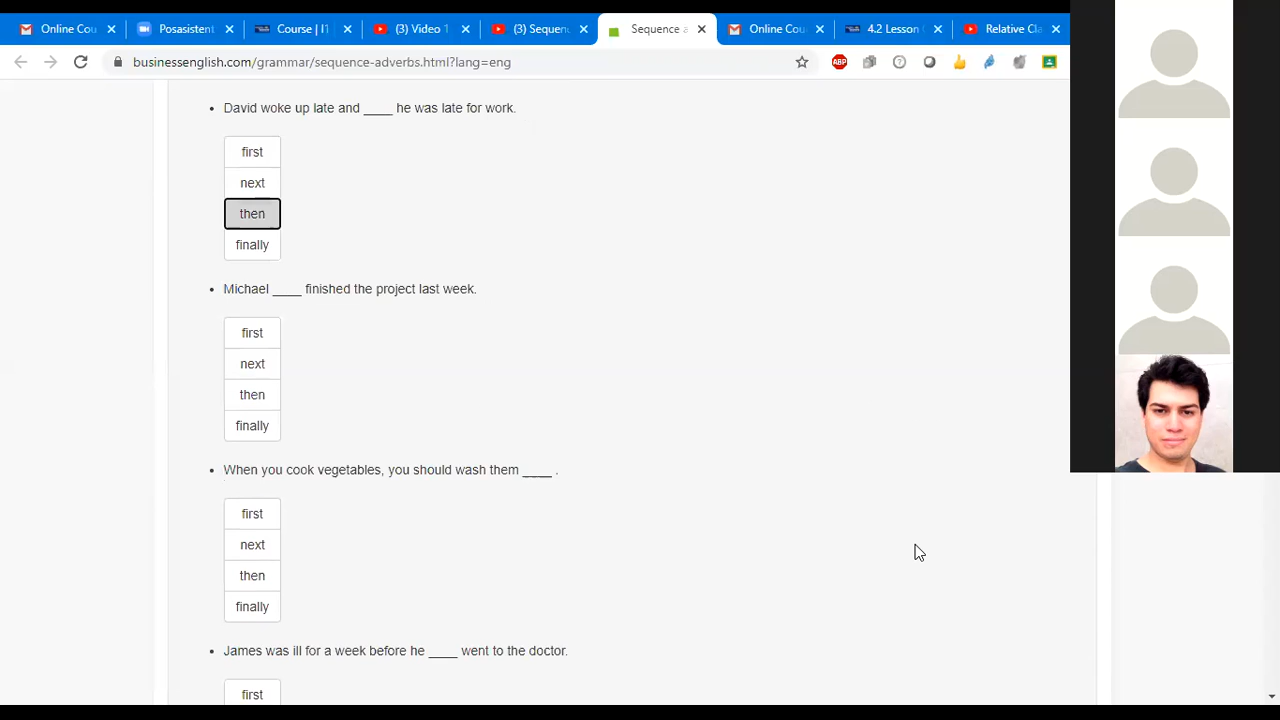 Online Cou
Posasistent
Course | I1
(3) Video 1
(3) Sequenc
Sequence a
Online Cou
4.2 Lesson
Relative Cla
businessenglish.com/grammar/sequence-adverbs.html?lang=eng
ABP
David woke up late and ____ he was late for work.
first
next
then
finally
Michael ____ finished the project last week.
first
next
then
finally
When you cook vegetables, you should wash them ____ .
first
next
then
finally
James was ill for a week before he ____ went to the doctor.
first